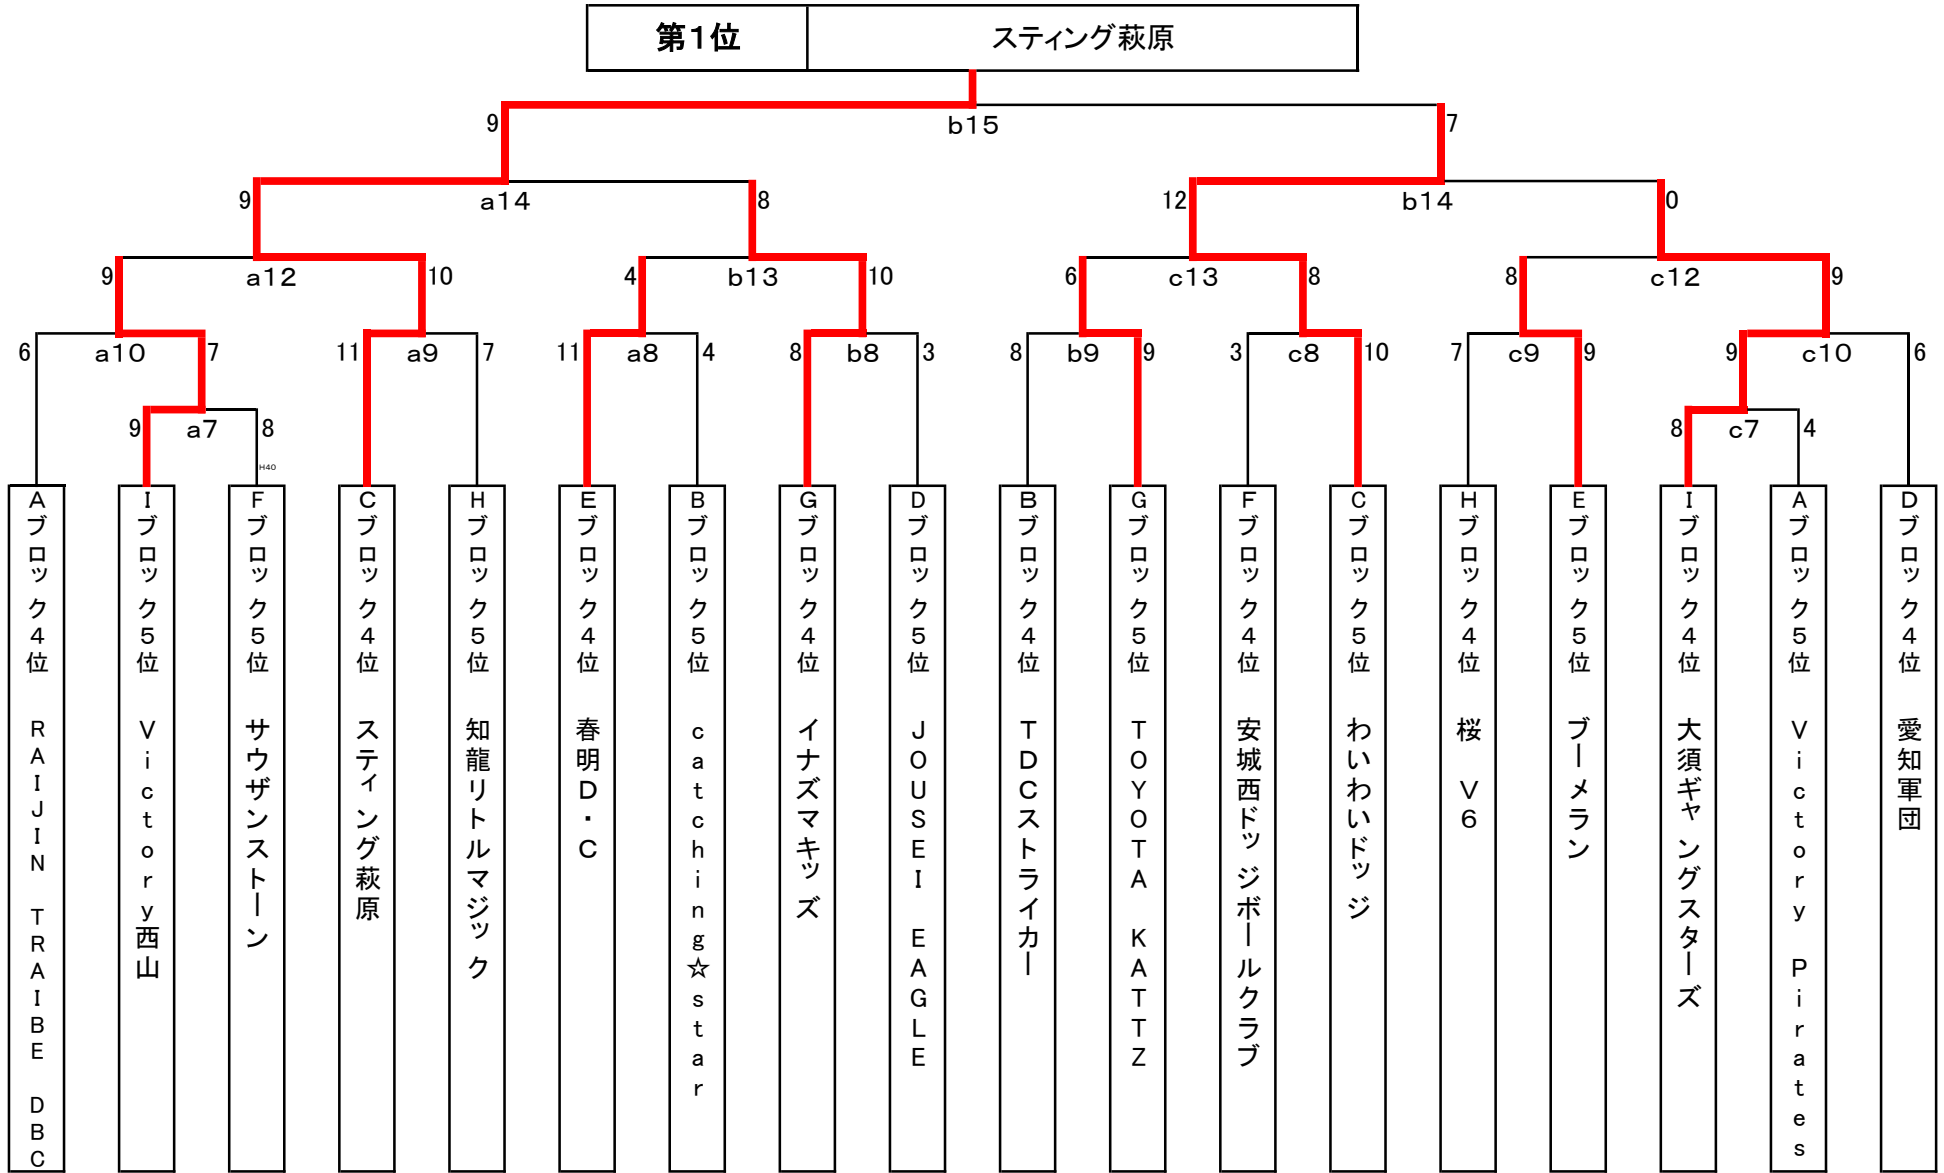 第1位 スティング萩原
9 b15 7
9 a14 8 12 b14 0
9 a12 10 4 b13 10 6 c13 8 8 c12 9
6 a10 7 11 a9 7 11 a8 4 8 b8 3 8 b9 9 3 c8 10 7 c9 9 9 c10 6
9 a7 8 8 c7 4
H40
Aブロック4位 RAIJIN TRAIBE DBC
Iブロック5位 Victory西山
Fブロック5位 サウザンストーン
Cブロック4位 スティング萩原
Hブロック5位 知龍リトルマジック
Eブロック4位 春明D・C
Bブロック5位 catching☆star
Gブロック4位 イナズマキッズ
Dブロック5位 JOUSEI EAGLE
Bブロック4位 TDCストライカー
Gブロック5位 TOYOTA KATTZ
Fブロック4位 安城西ドッジボールクラブ
Cブロック5位 わいわいドッジ
Hブロック4位 桜 V6
Eブロック5位 ブーメラン
Iブロック4位 大須ギャングスターズ
Aブロック5位 Victory Pirates
Dブロック4位 愛知軍団